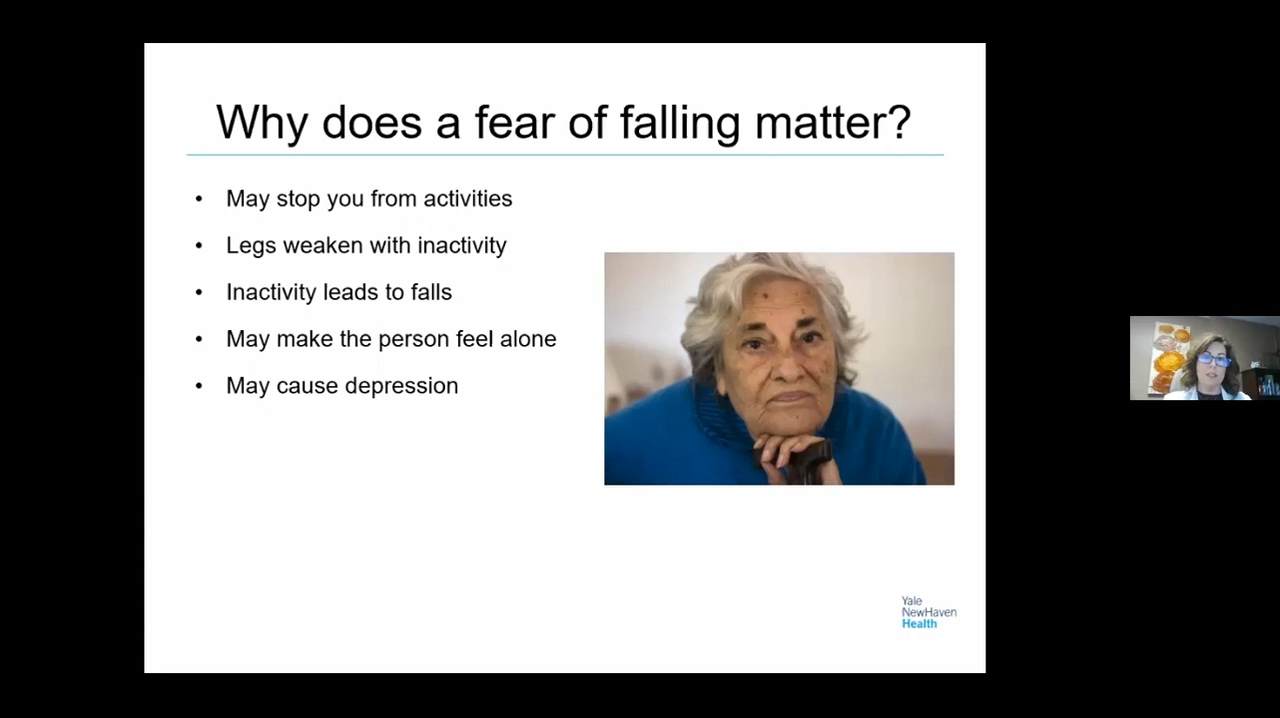 Why does a fear of falling matter?
• May stop you from activities
• Legs weaken with inactivity
• Inactivity leads to falls
• May make the person feel alone
• May cause depression
Yale
NewHaven
Health